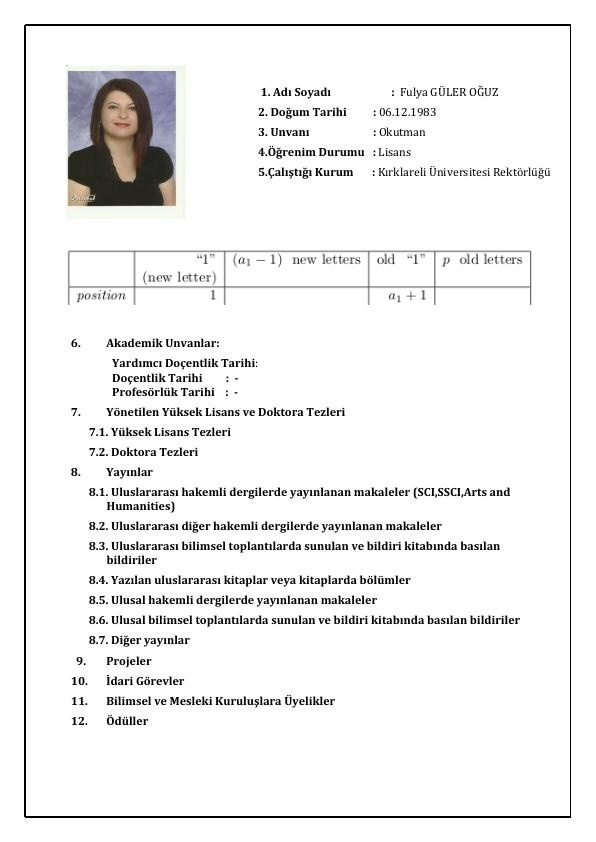 1. Adı Soyadı : Fulya GÜLER OĞUZ
2. Doğum Tarihi : 06.12.1983
3. Unvanı : Okutman
4.Öğrenim Durumu : Lisans
5.Çalıştığı Kurum : Kırklareli Üniversitesi Rektörlüğü
“1” (a₁ − 1) new letters old “1” p old letters
(new letter)
position 1 a₁ + 1
6. Akademik Unvanlar:
Yardımcı Doçentlik Tarihi:
Doçentlik Tarihi : -
Profesörlük Tarihi : -
7. Yönetilen Yüksek Lisans ve Doktora Tezleri
7.1. Yüksek Lisans Tezleri
7.2. Doktora Tezleri
8. Yayınlar
8.1. Uluslararası hakemli dergilerde yayınlanan makaleler (SCI,SSCI,Arts and
Humanities)
8.2. Uluslararası diğer hakemli dergilerde yayınlanan makaleler
8.3. Uluslararası bilimsel toplantılarda sunulan ve bildiri kitabında basılan
bildiriler
8.4. Yazılan uluslararası kitaplar veya kitaplarda bölümler
8.5. Ulusal hakemli dergilerde yayınlanan makaleler
8.6. Ulusal bilimsel toplantılarda sunulan ve bildiri kitabında basılan bildiriler
8.7. Diğer yayınlar
9. Projeler
10. İdari Görevler
11. Bilimsel ve Mesleki Kuruluşlara Üyelikler
12. Ödüller